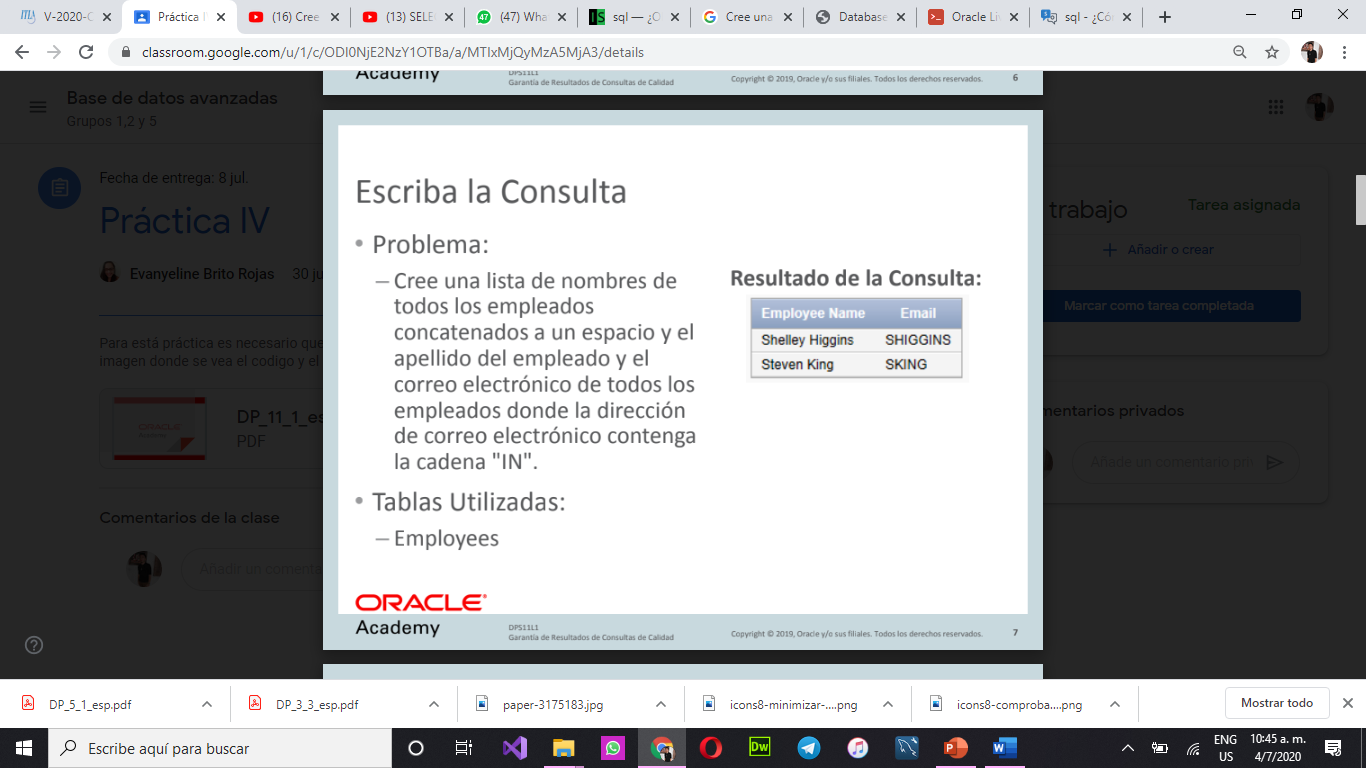 V-2020-C
Práctica I
(16) Cree
(13) SELE
(47) Wha
sql — ¿O
Cree una
Database
Oracle Li
sql - ¿Có
classroom.google.com/u/1/c/ODI0NjE2NzY1OTBa/a/MTIxMjQyMzA5MjA3/details
Academy
DPS11L1
Garantía de Resultados de Consultas de Calidad
Copyright © 2019, Oracle y/o sus filiales. Todos los derechos reservados.
6
Base de datos avanzadas
Grupos 1,2 y 5
Fecha de entrega: 8 jul.
Práctica IV
Evanyeline Brito Rojas 30 ju
Para está práctica es necesario que
imagen donde se vea el codigo y el
DP_11_1_es
PDF
Comentarios de la clase
Añade un comenta
Escriba la Consulta
• Problema:
– Cree una lista de nombres de
todos los empleados
concatenados a un espacio y el
apellido del empleado y el
correo electrónico de todos los
empleados donde la dirección
de correo electrónico contenga
la cadena "IN".
• Tablas Utilizadas:
– Employees
Resultado de la Consulta:
Employee Name Email
Shelley Higgins SHIGGINS
Steven King SKING
ORACLE
Academy
DPS11L1
Garantía de Resultados de Consultas de Calidad
Copyright © 2019, Oracle y/o sus filiales. Todos los derechos reservados.
7
trabajo
Tarea asignada
Añadir o crear
Marcar como tarea completada
mentarios privados
Añade un comentario pri
DP_5_1_esp.pdf
DP_3_3_esp.pdf
paper-3175183.jpg
icons8-minimizar-....png
icons8-comproba....png
Mostrar todo
Escribe aquí para buscar
ENG
US
10:45 a. m.
4/7/2020